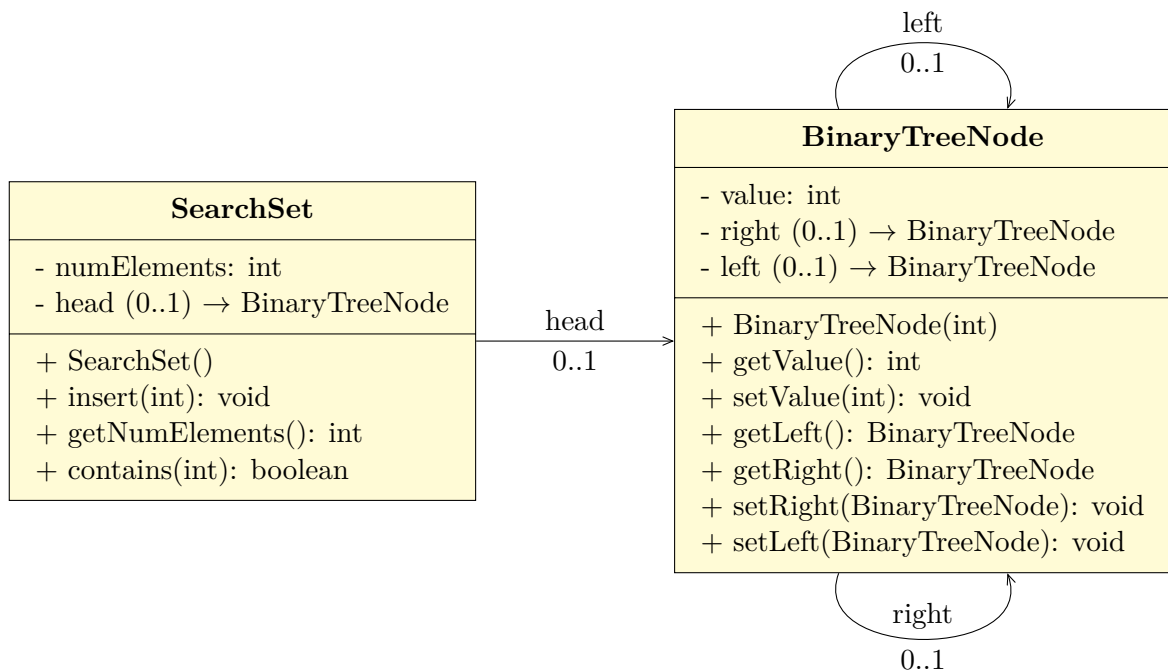 left
0..1
BinaryTreeNode
- value: int
- right (0..1) → BinaryTreeNode
- left (0..1) → BinaryTreeNode
+ BinaryTreeNode(int)
+ getValue(): int
+ setValue(int): void
+ getLeft(): BinaryTreeNode
+ getRight(): BinaryTreeNode
+ setRight(BinaryTreeNode): void
+ setLeft(BinaryTreeNode): void
SearchSet
- numElements: int
- head (0..1) → BinaryTreeNode
+ SearchSet()
+ insert(int): void
+ getNumElements(): int
+ contains(int): boolean
head
0..1
right
0..1